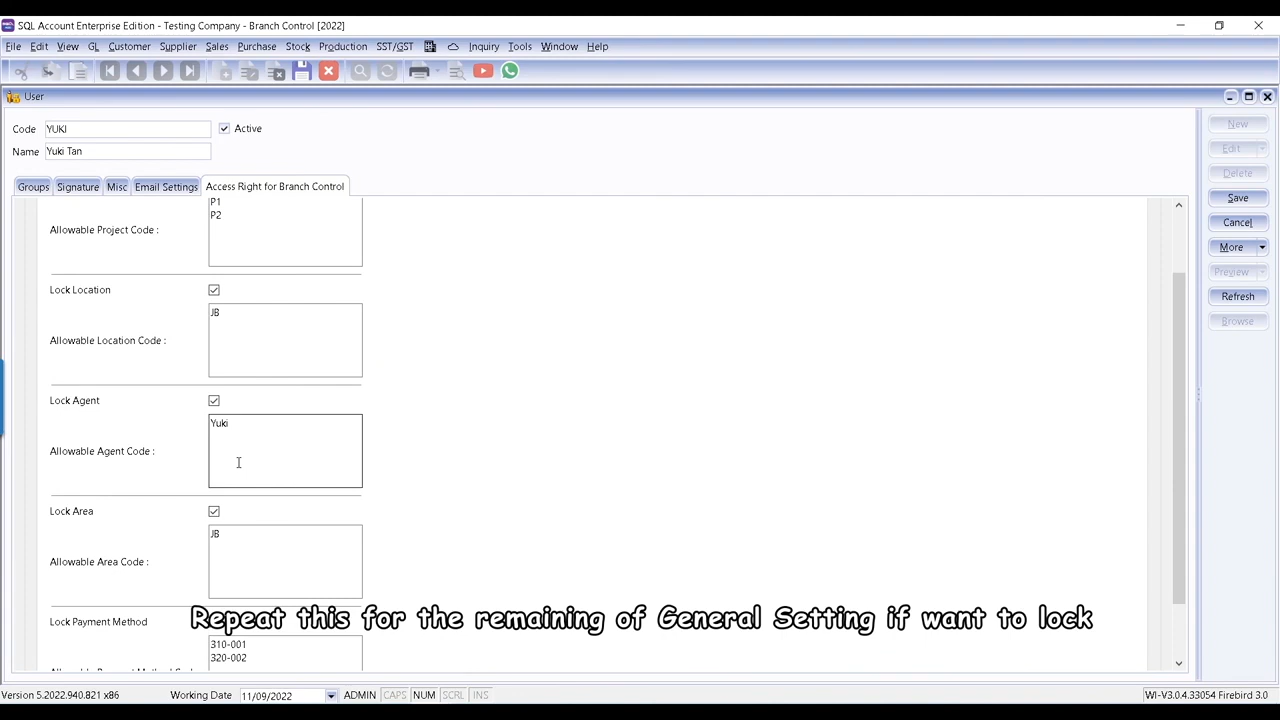 SQL Account Enterprise Edition - Testing Company - Branch Control [2022]
File Edit View GL Customer Supplier Sales Purchase Stock Production SST/GST Inquiry Tools Window Help
User
Code YUKI Active
Name Yuki Tan
Groups Signature Misc Email Settings Access Right for Branch Control
P1
P2
Allowable Project Code :
Lock Location
JB
Allowable Location Code :
Lock Agent
Yuki
Allowable Agent Code :
Lock Area
JB
Allowable Area Code :
Lock Payment Method
Repeat this for the remaining of General Setting if want to lock
310-001
320-002
New
Edit
Delete
Save
Cancel
More
Preview
Refresh
Browse
Version 5.2022.940.821 x86 Working Date 11/09/2022 ADMIN CAPS NUM SCRL INS WI-V3.0.4.33054 Firebird 3.0